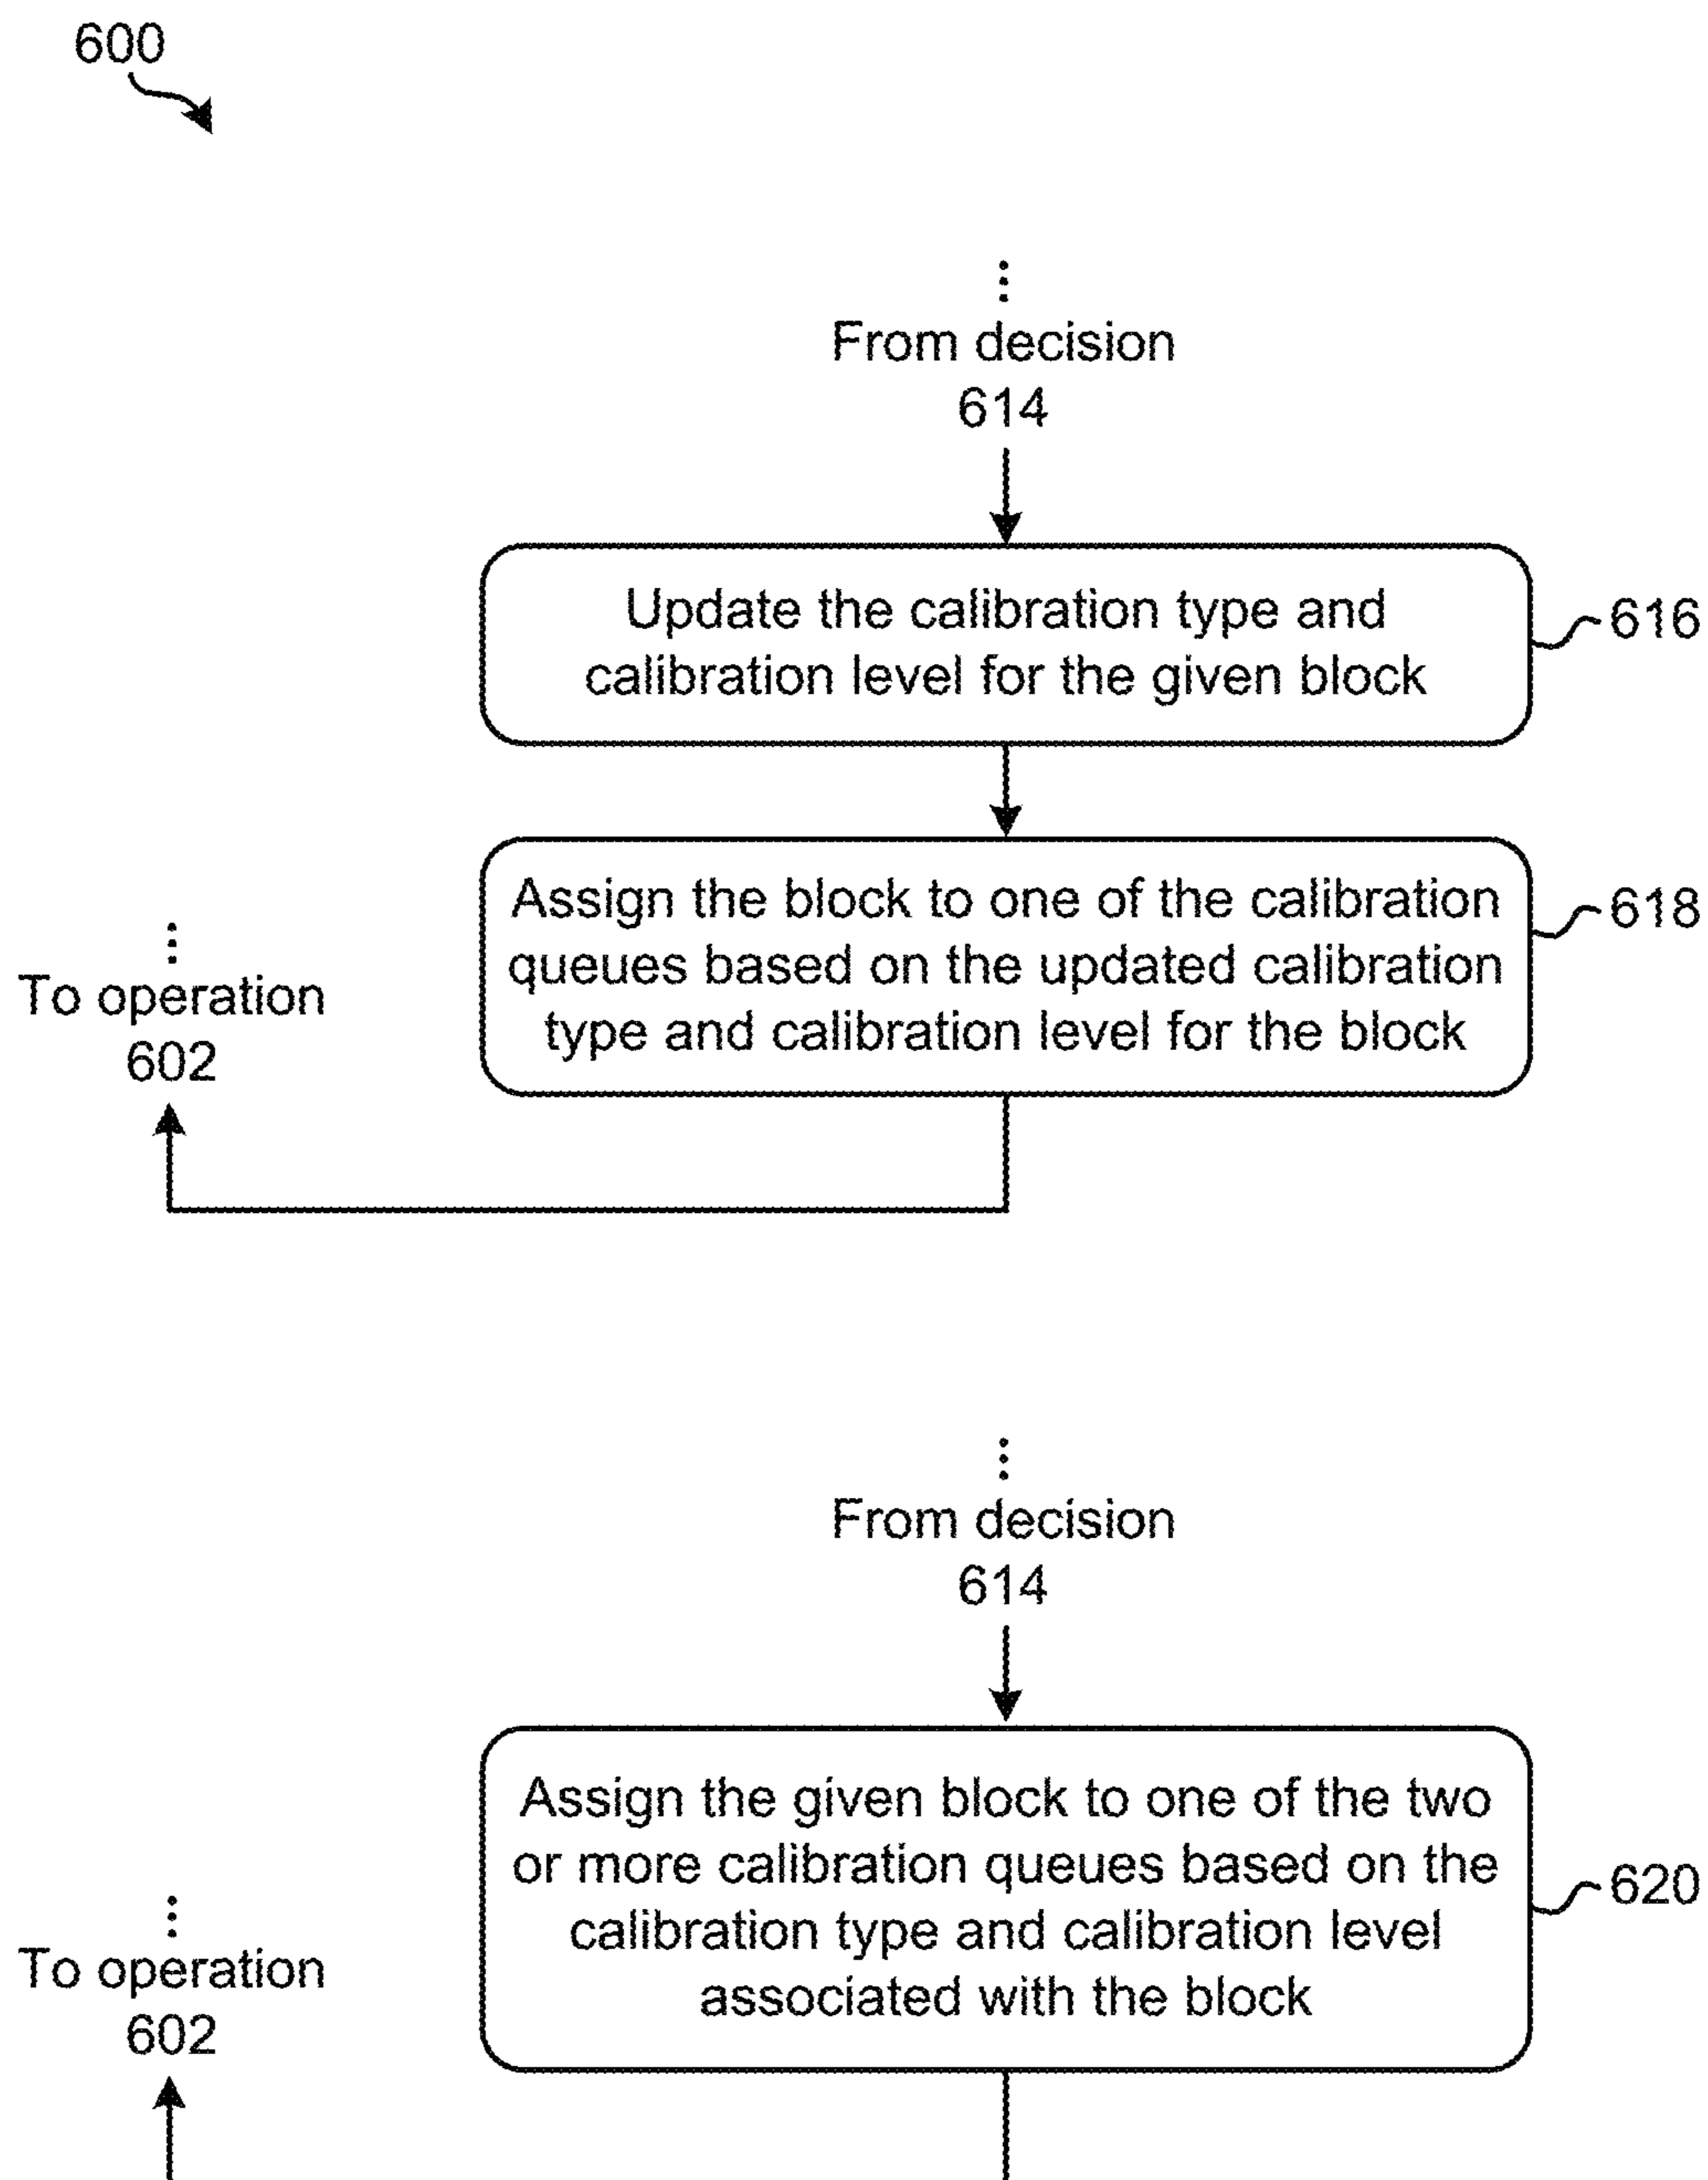 600
From decision
614
Update the calibration type and
calibration level for the given block
616
Assign the block to one of the calibration
queues based on the updated calibration
type and calibration level for the block
618
To operation
602
From decision
614
Assign the given block to one of the two
or more calibration queues based on the
calibration type and calibration level
associated with the block
620
To operation
602